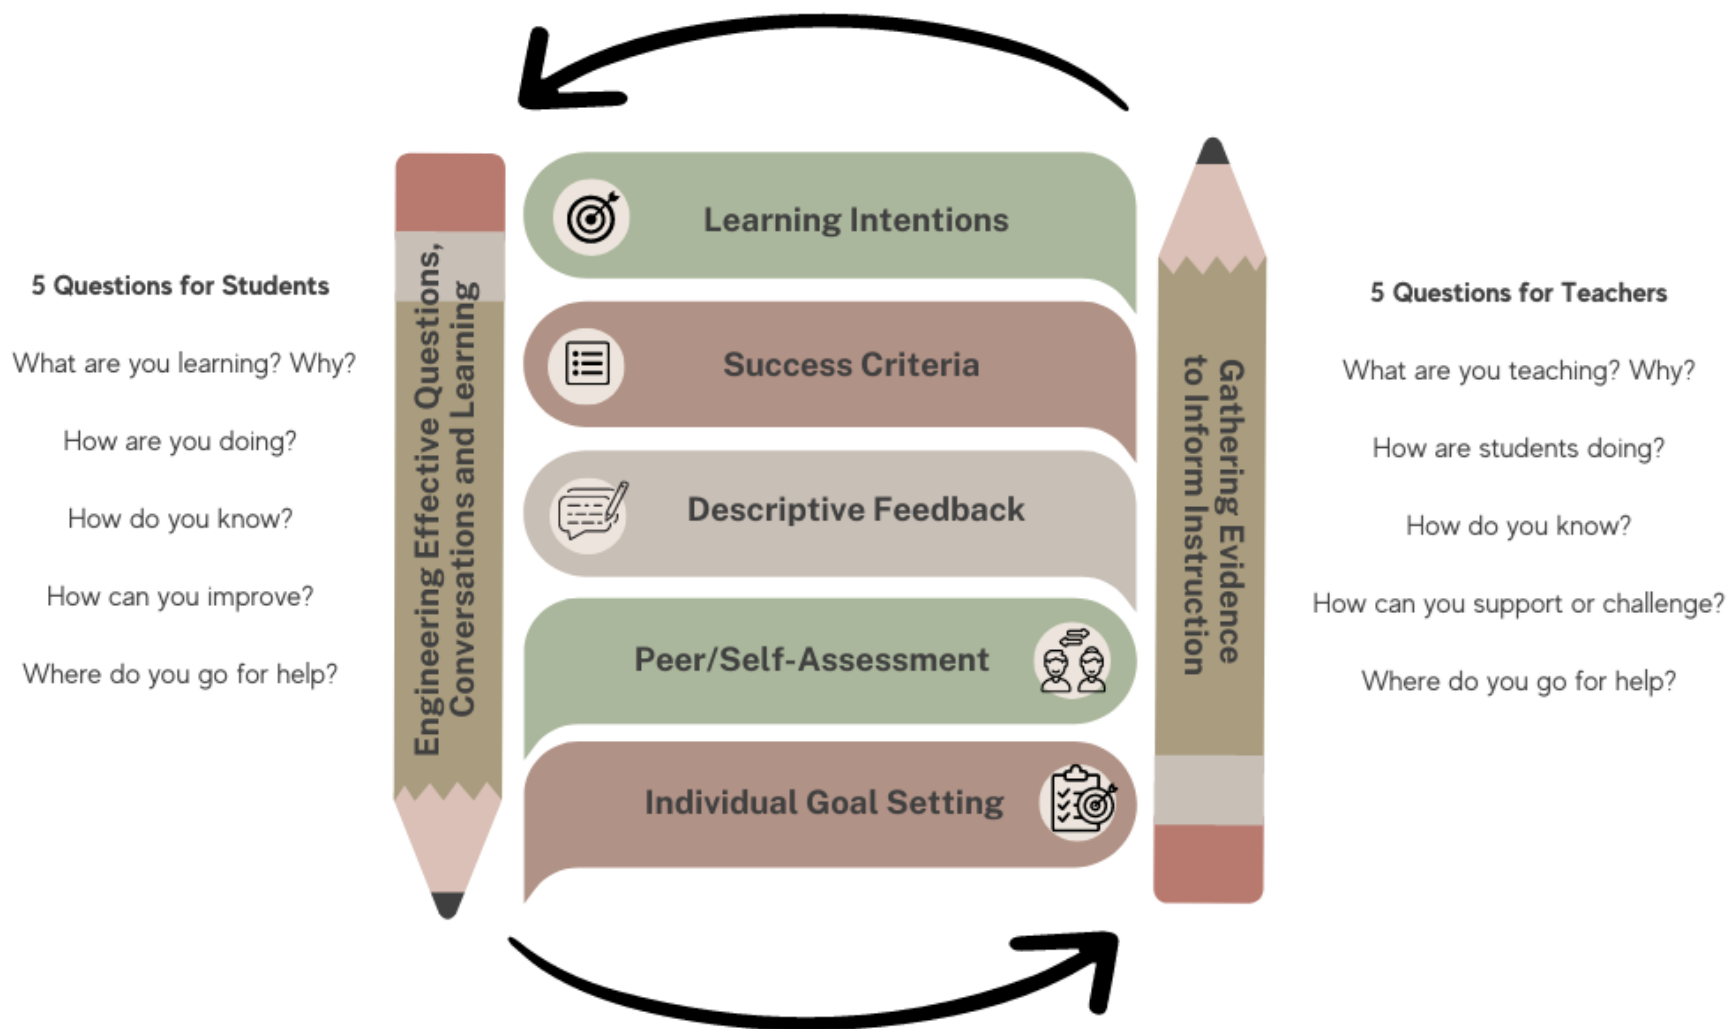 5 Questions for Students
What are you learning? Why?
How are you doing?
How do you know?
How can you improve?
Where do you go for help?
Engineering Effective Questions,
Conversations and Learning
Learning Intentions
Success Criteria
Descriptive Feedback
Peer/Self-Assessment
Individual Goal Setting
Gathering Evidence
to Inform Instruction
5 Questions for Teachers
What are you teaching? Why?
How are students doing?
How do you know?
How can you support or challenge?
Where do you go for help?